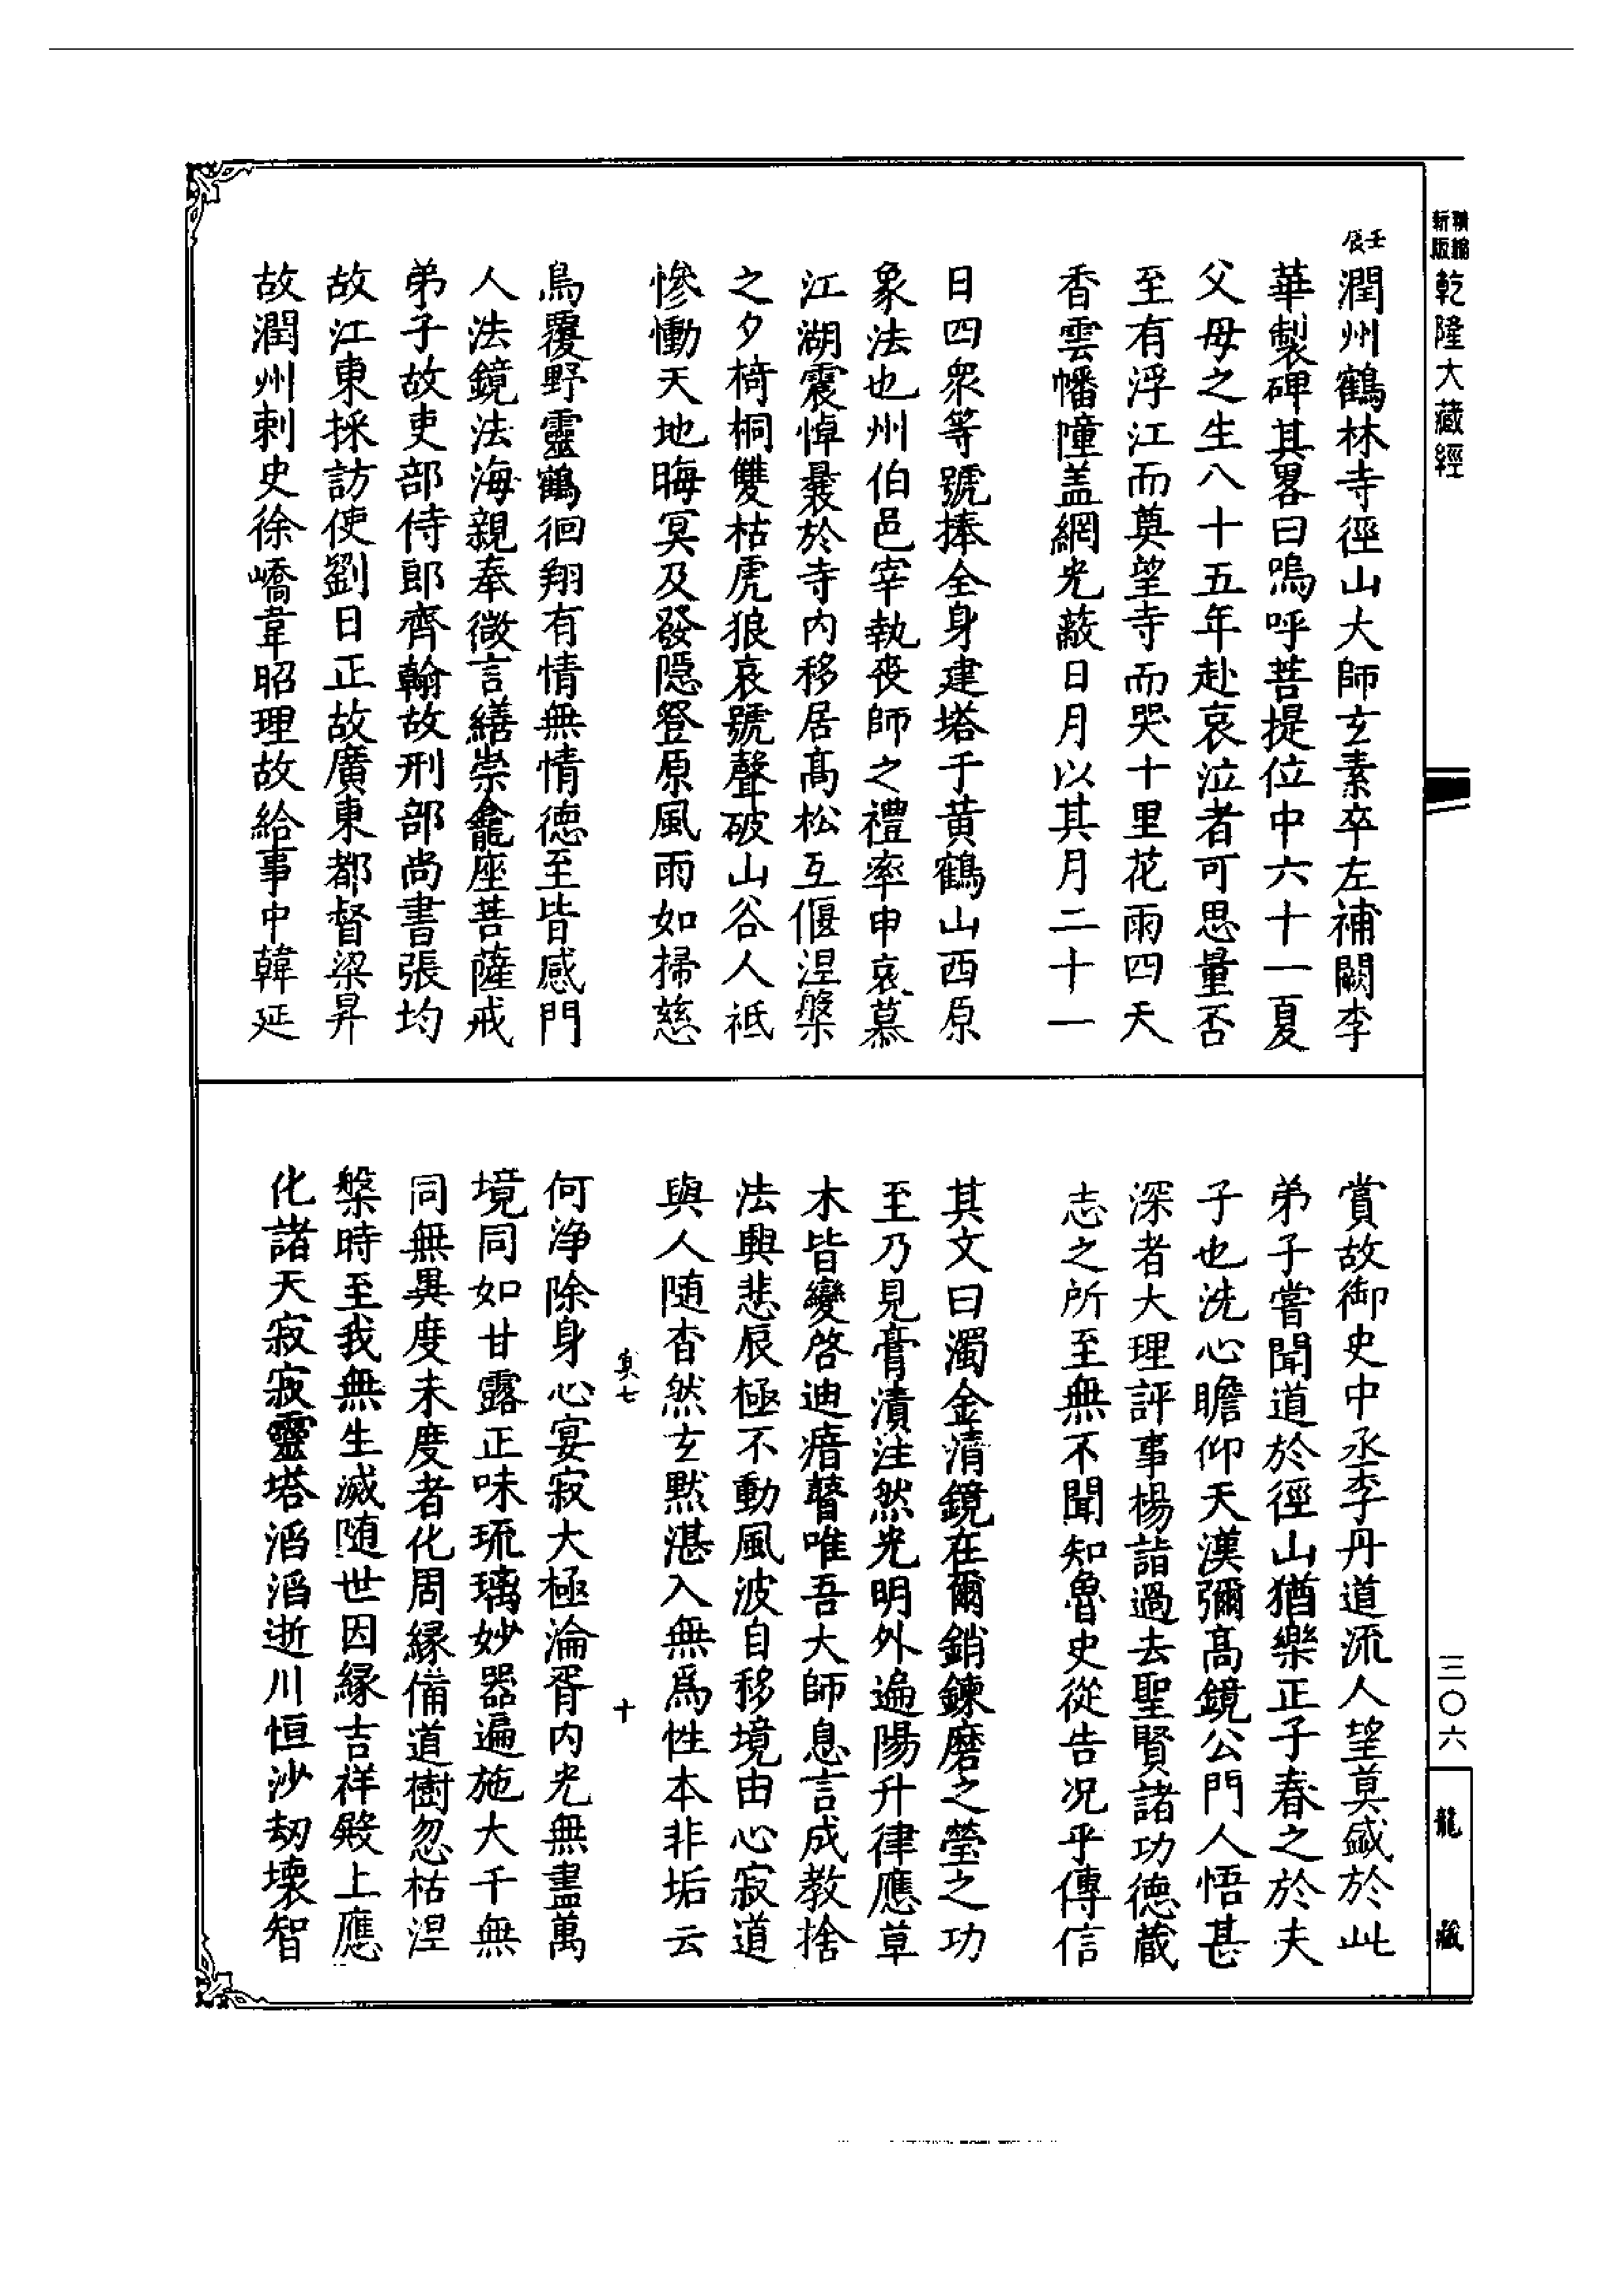 精縮
新版
乾隆大藏經
壬辰
潤州鶴林寺徑山大師玄素卒左補闕李
華製碑其畧曰嗚呼菩提位中六十一夏
父母之生八十五年赴哀泣者可思量否
至有浮江而奠望寺而哭十里花雨四天
香雲幡幢盖網光蔽日月以其月二十一
日四眾等號捧全身建塔于黄鶴山西原
象法也州伯邑宰執喪師之禮率申哀慕
江湖震悼曩於寺内移居髙松互偃涅槃
之夕椅桐雙枯虎狼哀號聲破山谷人祇
慘慟天地晦冥及發隠登原風雨如掃慈
烏覆野靈鶴徊翔有情無情德至皆感門
人法鏡法海親奉微言繕崇龕座菩薩戒
弟子故吏部侍郎齊翰故刑部尚書張均
故江東採訪使劉日正故廣東都督梁昇
故潤州刺史徐嶠韋昭理故給事中韓延
賞故御史中丞李丹道流人望莫盛於此
弟子嘗聞道於徑山猶樂正子春之於夫
子也洗心瞻仰天漢彌髙鏡公門人悟甚
深者大理評事楊詣過去聖賢諸功德藏
志之所至無不聞知魯史從告况乎傳信
其文曰濁金清鏡在爾銷鍊磨之瑩之功
至乃見膏漬注然光明外遍陽升律應草
木皆變啓迪瘖瞽唯吾大師息言成教捨
法興悲辰極不動風波自移境由心寂道
與人随杳然玄黙湛入無爲性本非垢云
何淨除身心宴寂大極淪胥内光無盡萬
境同如甘露正味琉璃妙器遍施大千無
同無異度未度者化周縁備道樹忽枯涅
槃時至我無生滅随世因縁吉祥殿上應
化諸天寂寂靈塔滔滔逝川恒沙劫壞智
十
三〇六
龍藏